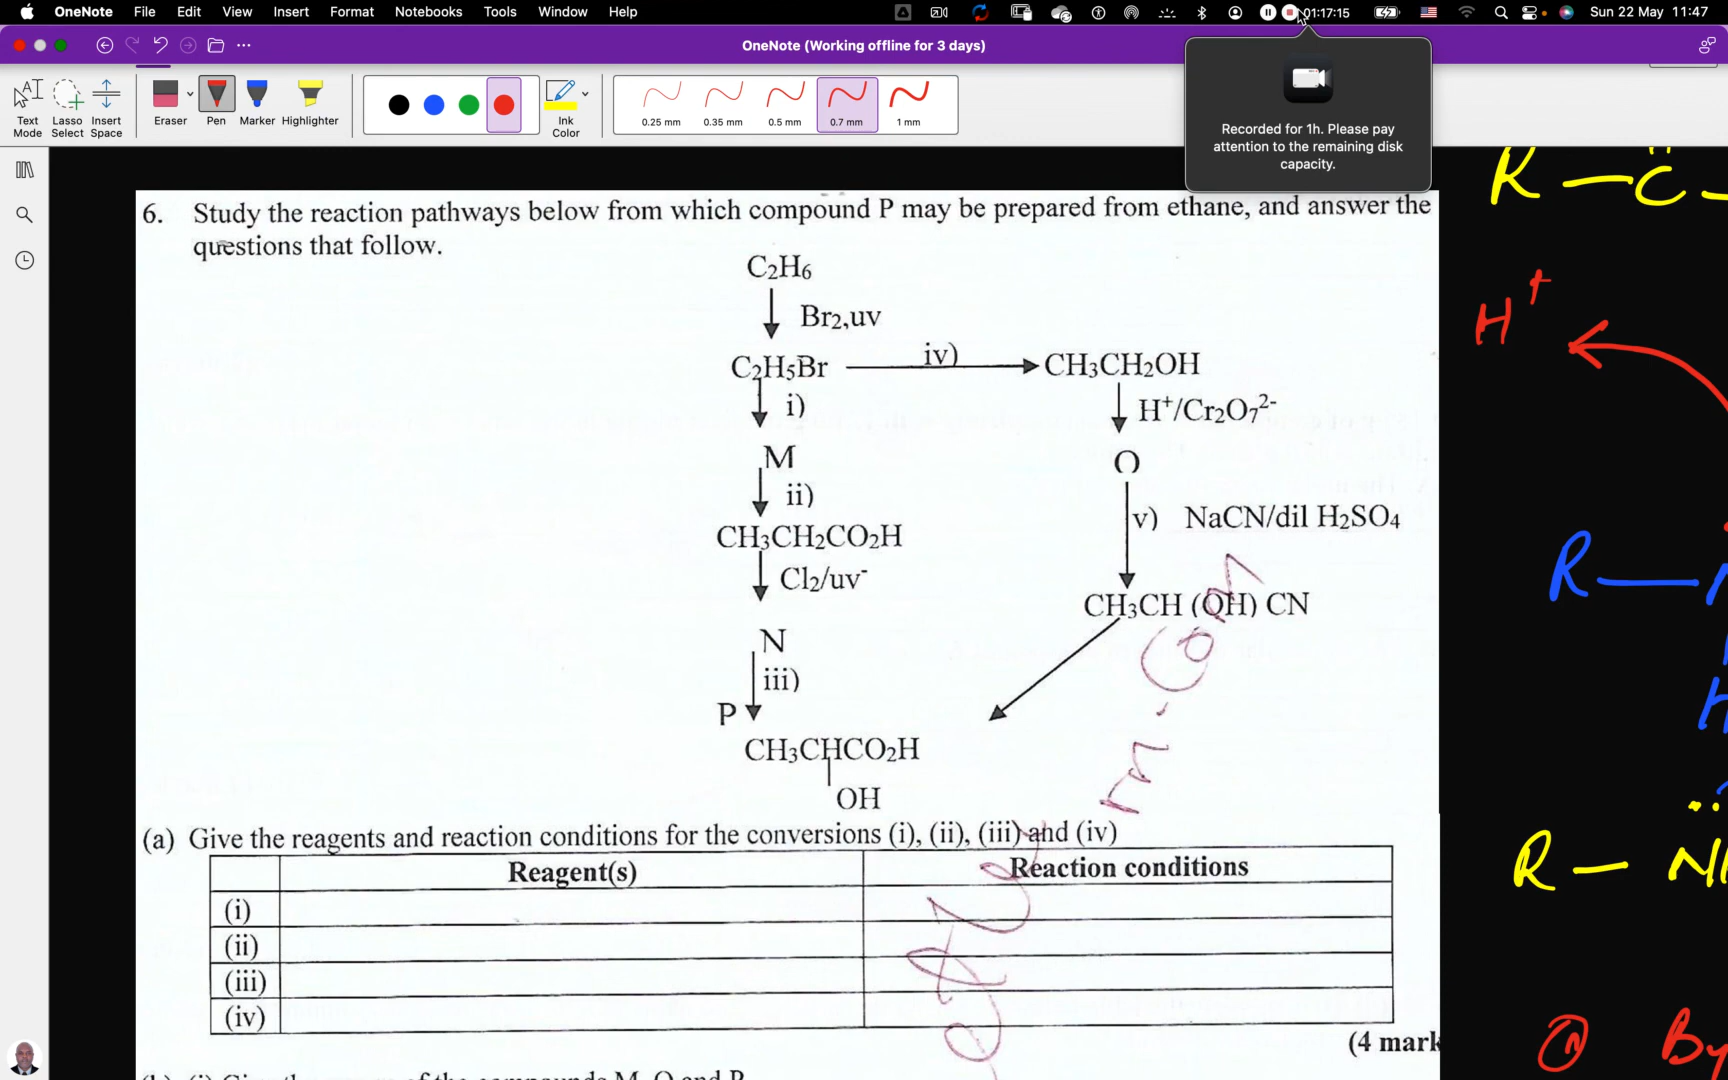 OneNote File Edit View Insert Format Notebooks Tools Window Help
01:17:15
Sun 22 May 11:47
OneNote (Working offline for 3 days)
Text Mode
Lasso Select
Insert Space
Eraser
Pen
Marker
Highlighter
Ink Color
0.25 mm
0.35 mm
0.5 mm
0.7 mm
1 mm
Recorded for 1h. Please pay
attention to the remaining disk
capacity.
6. Study the reaction pathways below from which compound P may be prepared from ethane, and answer the
questions that follow.
C₂H₆
Br₂,uv
C₂H₅Br iv) CH₃CH₂OH
i) H⁺/Cr₂O₇²⁻
M O
ii)
v) NaCN/dil H₂SO₄
CH₃CH₂CO₂H
Cl₂/uv⁻
CH₃CH (OH) CN
N
iii)
P
CH₃CHCO₂H
OH
(a) Give the reagents and reaction conditions for the conversions (i), (ii), (iii) and (iv)
Reagent(s) Reaction conditions
(i)
(ii)
(iii)
(iv)
(4 mark
R – C –
H⁺
R
R – N
By
m - Com